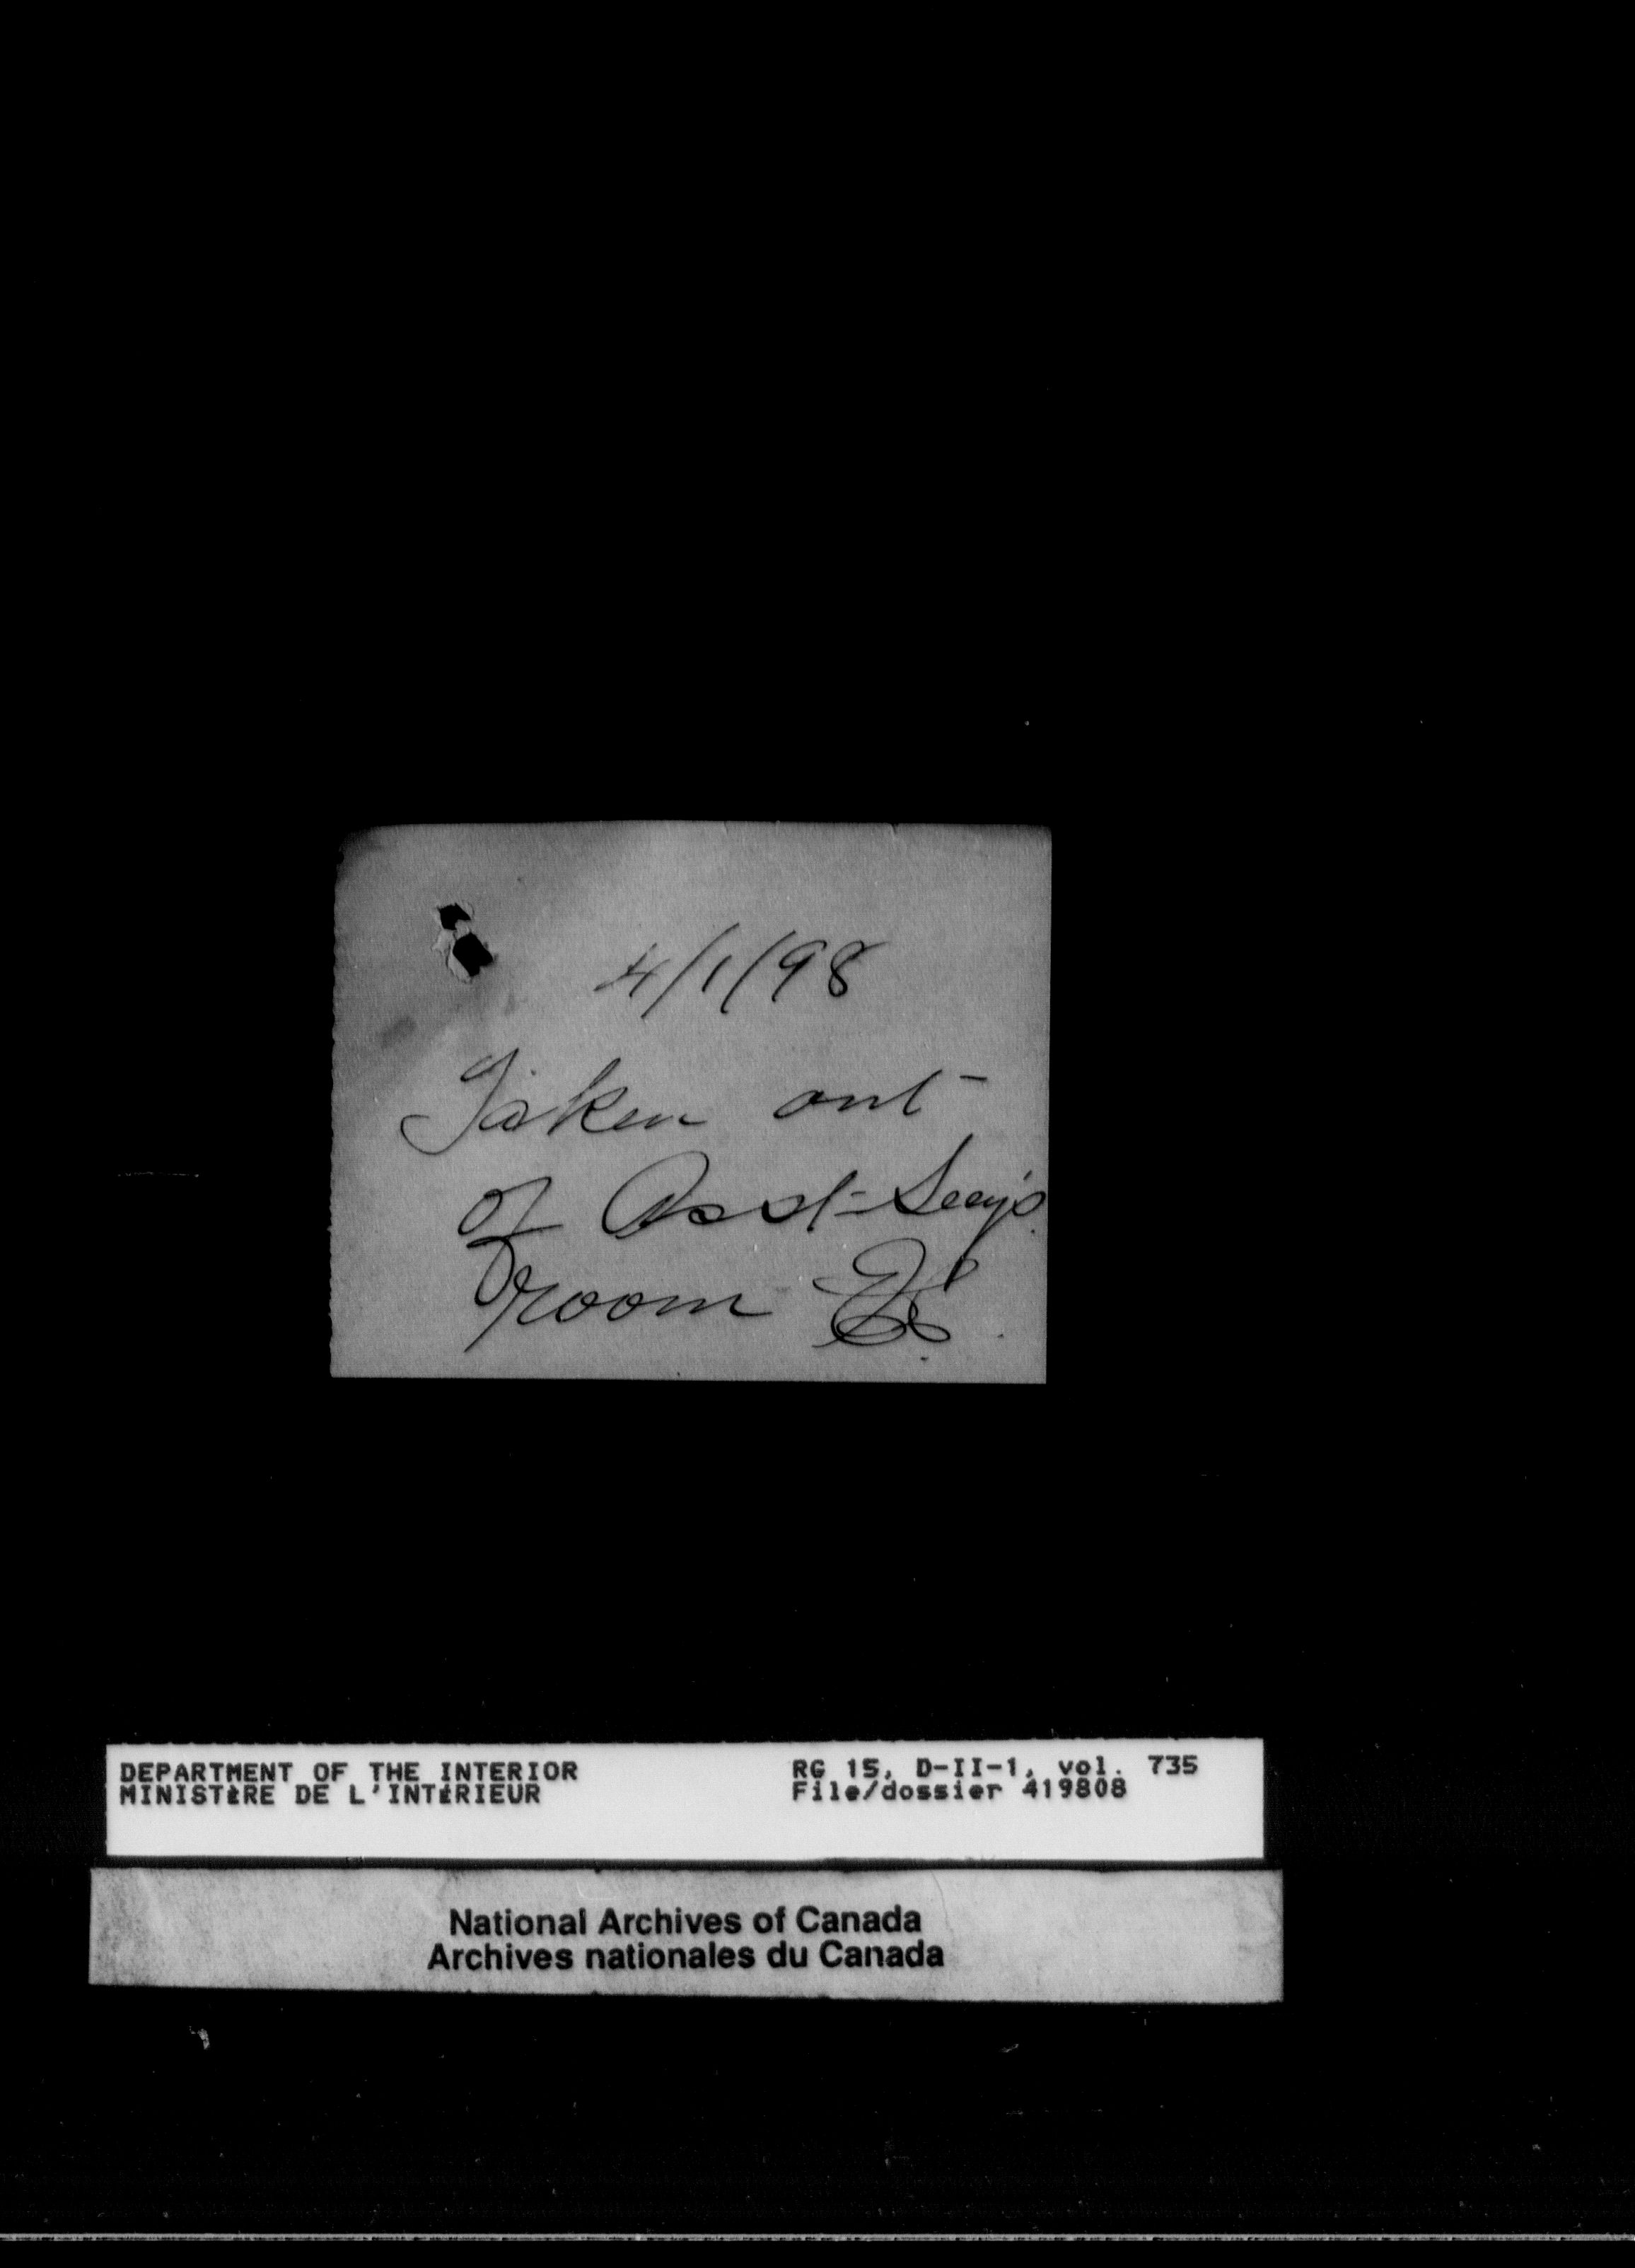 4/1/98
Taken out
of Asst Secy's
room
DEPARTMENT OF THE INTERIOR
MINISTÈRE DE L'INTÉRIEUR
RG 15, D-II-1, vol. 735
File/dossier 419808
National Archives of Canada
Archives nationales du Canada